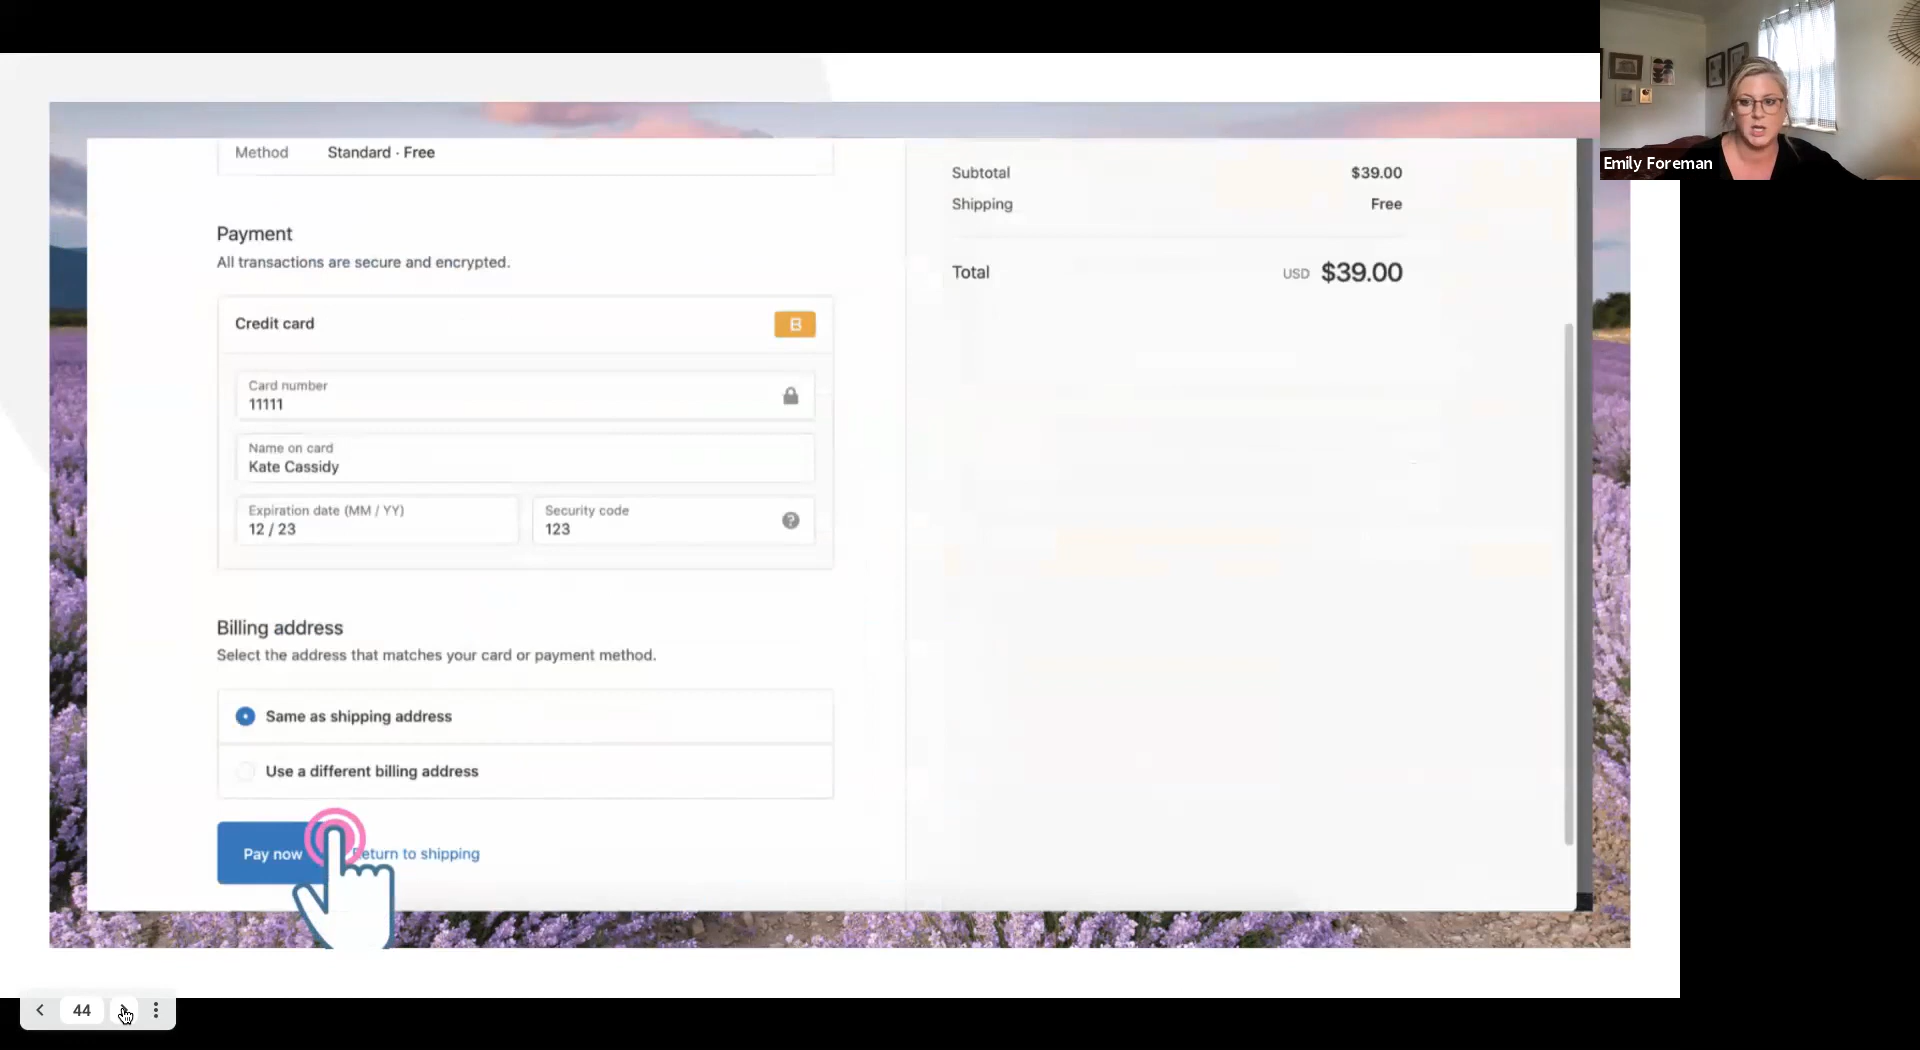 Method Standard · Free
Payment
All transactions are secure and encrypted.
Credit card B
Card number
11111
Name on card
Kate Cassidy
Expiration date (MM / YY)
12 / 23
Security code
123
?
Billing address
Select the address that matches your card or payment method.
Same as shipping address
Use a different billing address
Pay now
Return to shipping
Subtotal $39.00
Shipping Free
Total USD $39.00
Emily Foreman
44